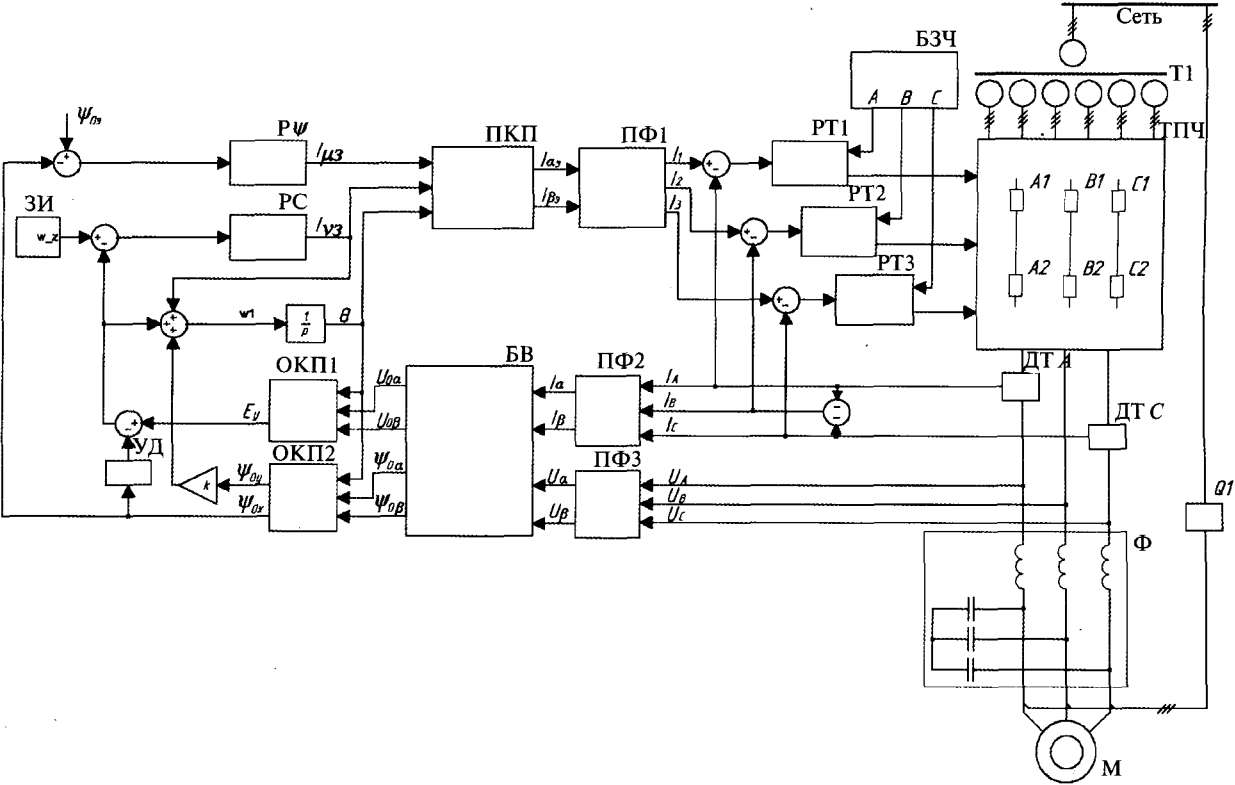 Сеть
БЗЧ
A B C
T1
ТПЧ
ψ₀з
РΨ
Iμз
ПКП
Iαз
Iβз
ПФ1
I1
I2
I3
+
-
РТ1
РТ2
РТ3
A1 B1 C1
A2 B2 C2
ЗИ
w_z
РС
Iνз
w1
1/p
θ
ОКП1
U0α
U0β
Eу
БВ
ПФ2
Iα
Iβ
IA
IB
IC
ДТ А
ДТ С
УД
k
ОКП2
ψ0у
ψ0x
ψ0α
ψ0β
ПФ3
Uα
Uβ
UA
UB
UC
Q1
Ф
М